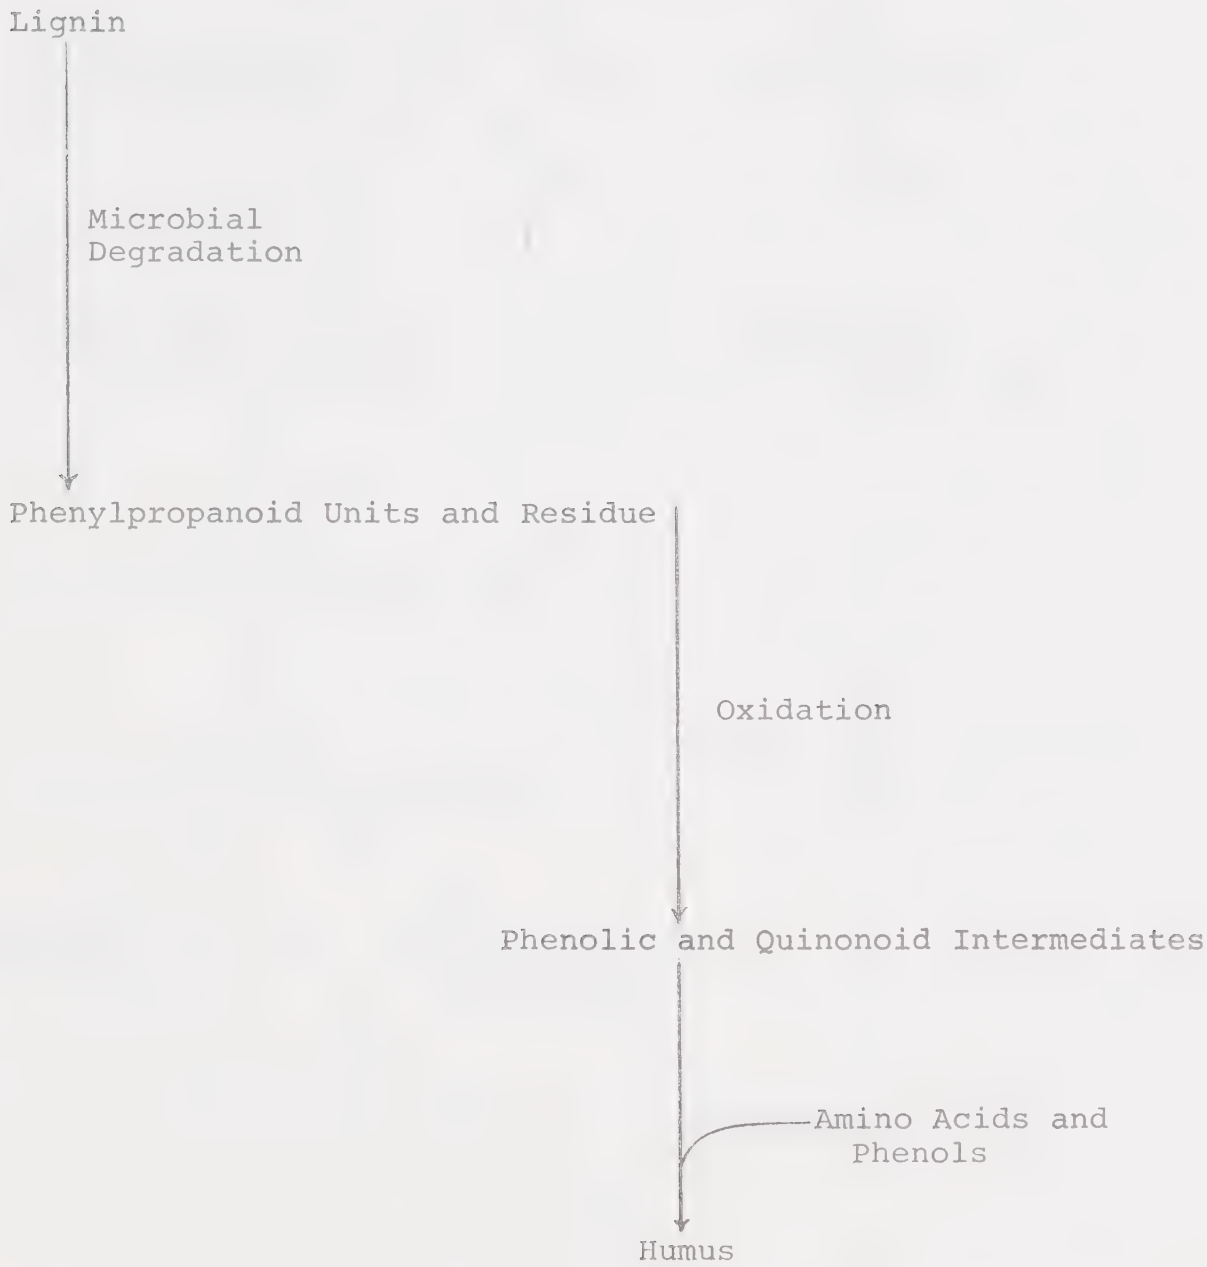 Lignin
Microbial
Degradation
Phenylpropanoid Units and Residue
Oxidation
Phenolic and Quinonoid Intermediates
Amino Acids and
Phenols
Humus